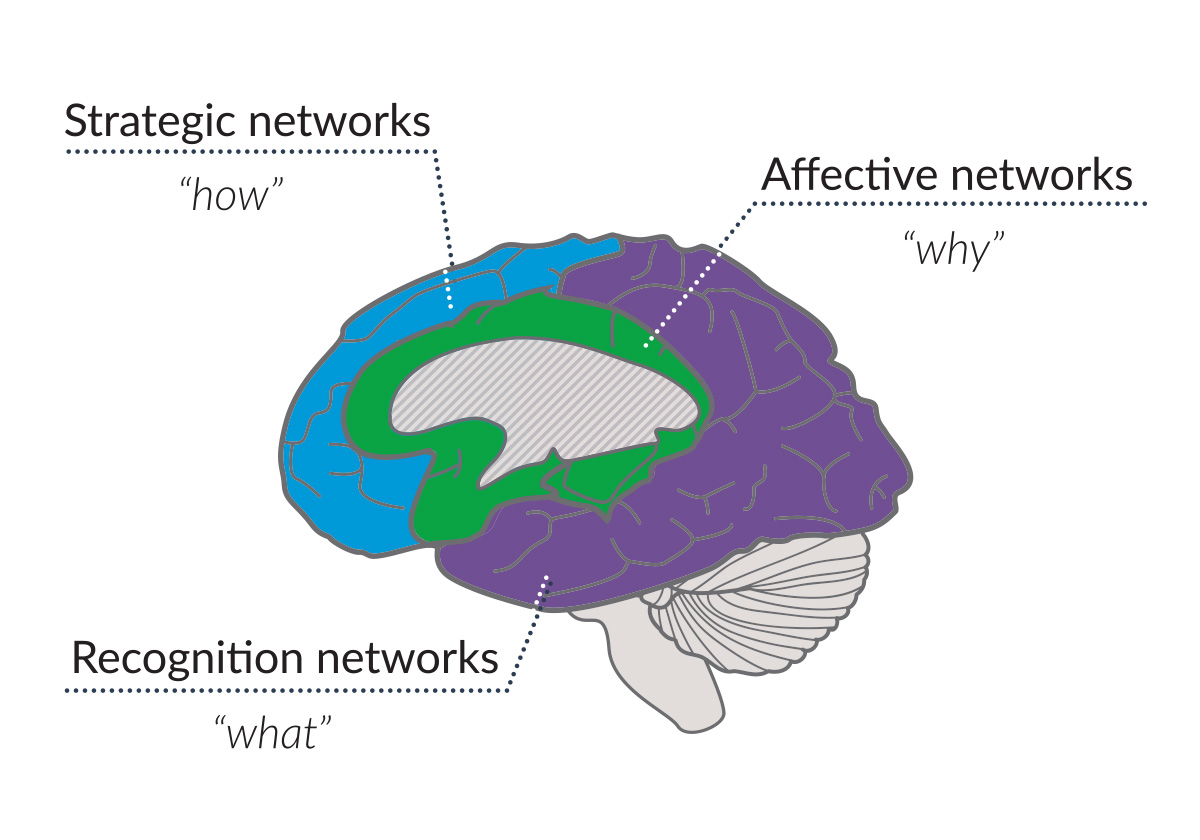 Strategic networks
“how”
Affective networks
“why”
Recognition networks
“what”